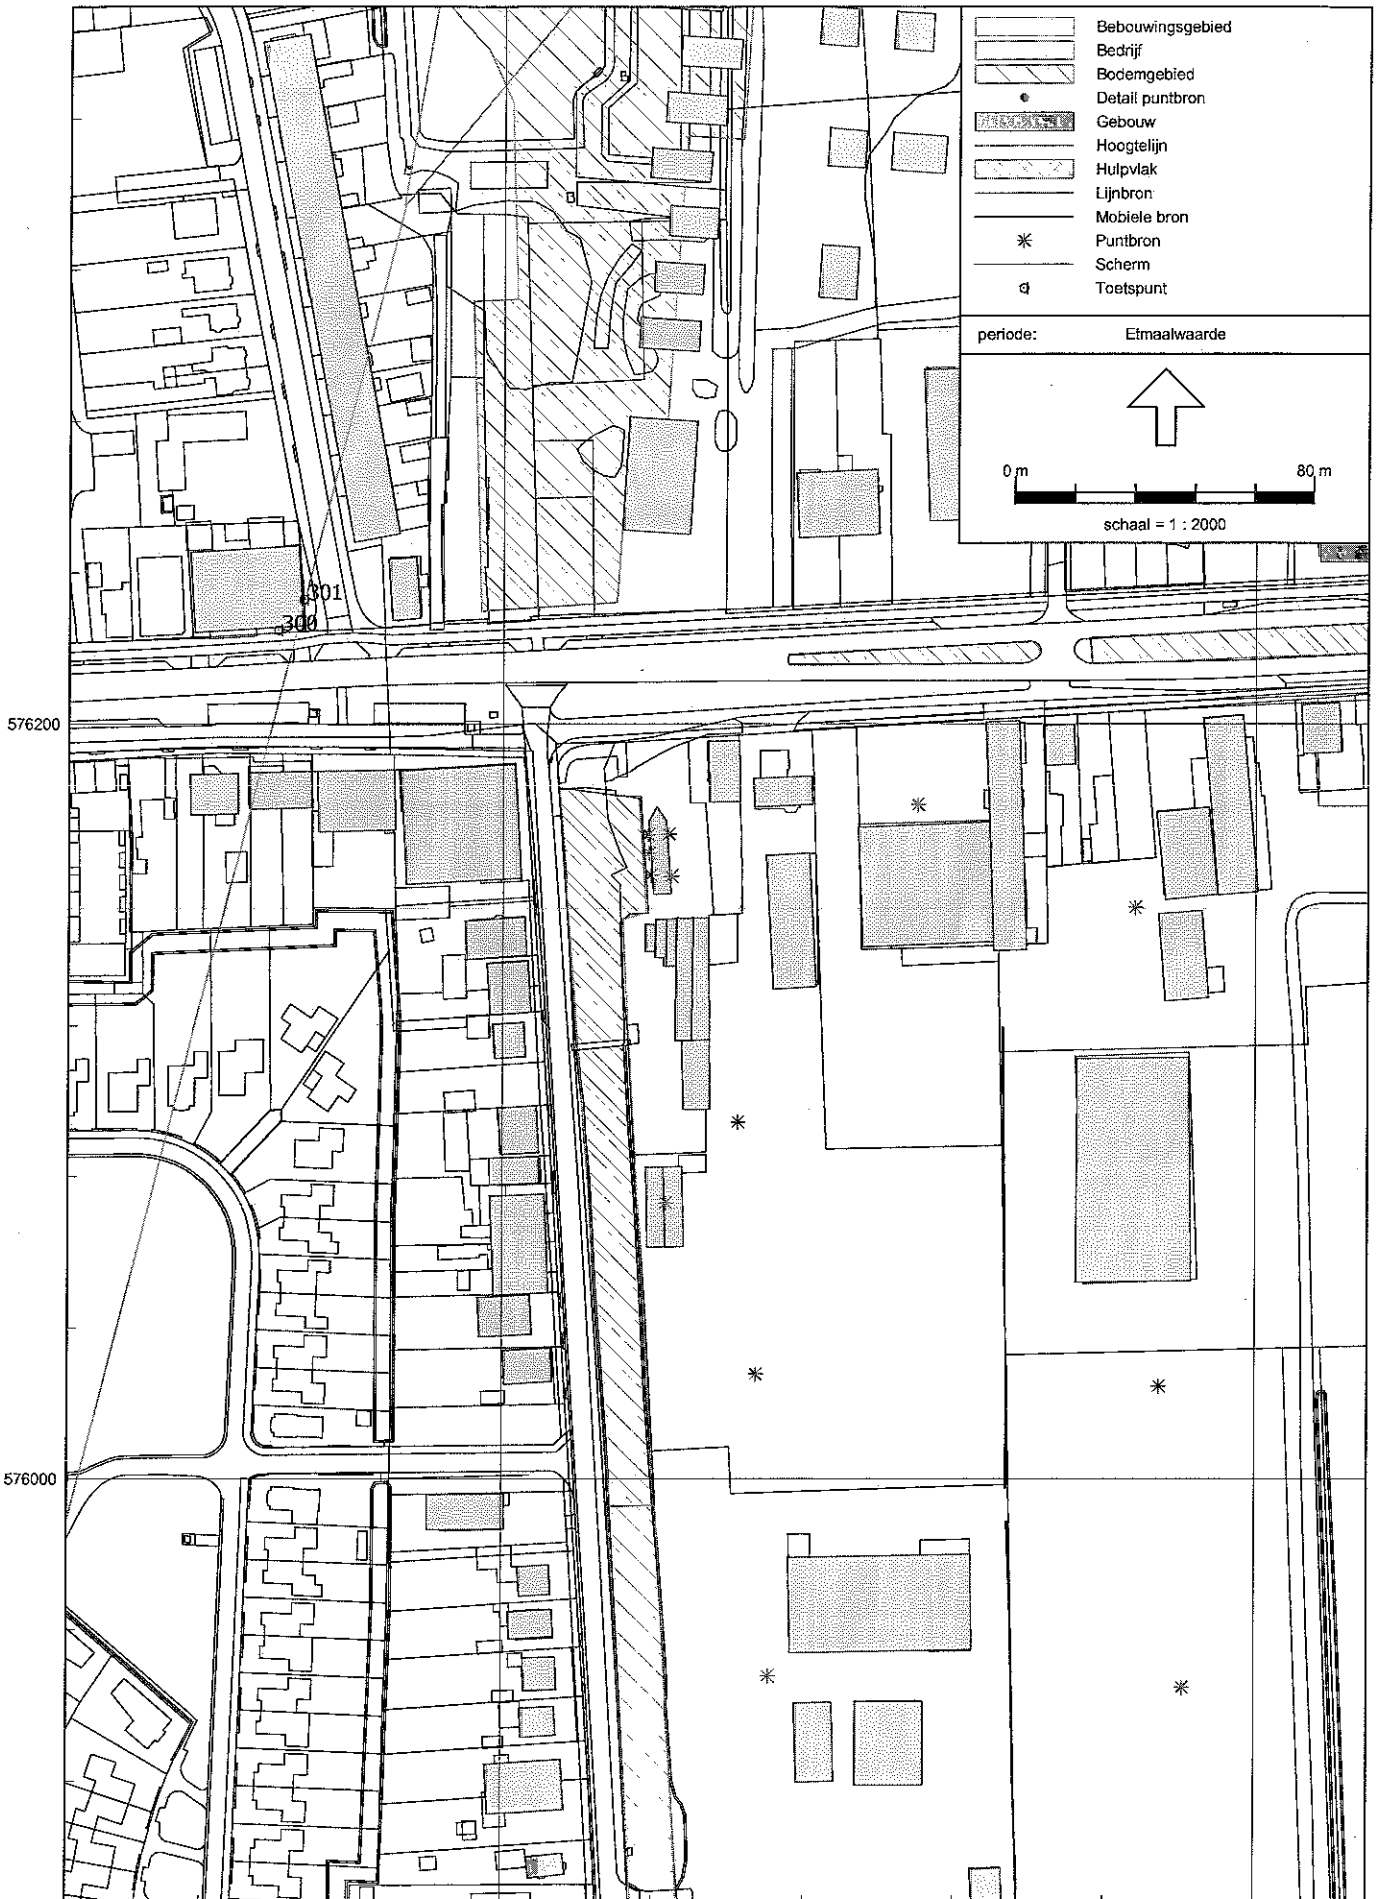 Bebouwingsgebied
Bedrijf
Bodemgebied
Detail puntbron
Gebouw
Hoogtelijn
Hulpvlak
Lijnbron
Mobiele bron
Puntbron
Scherm
Toetspunt
periode: Etmaalwaarde
0 m 80 m
schaal = 1 : 2000
301
300
576200
576000